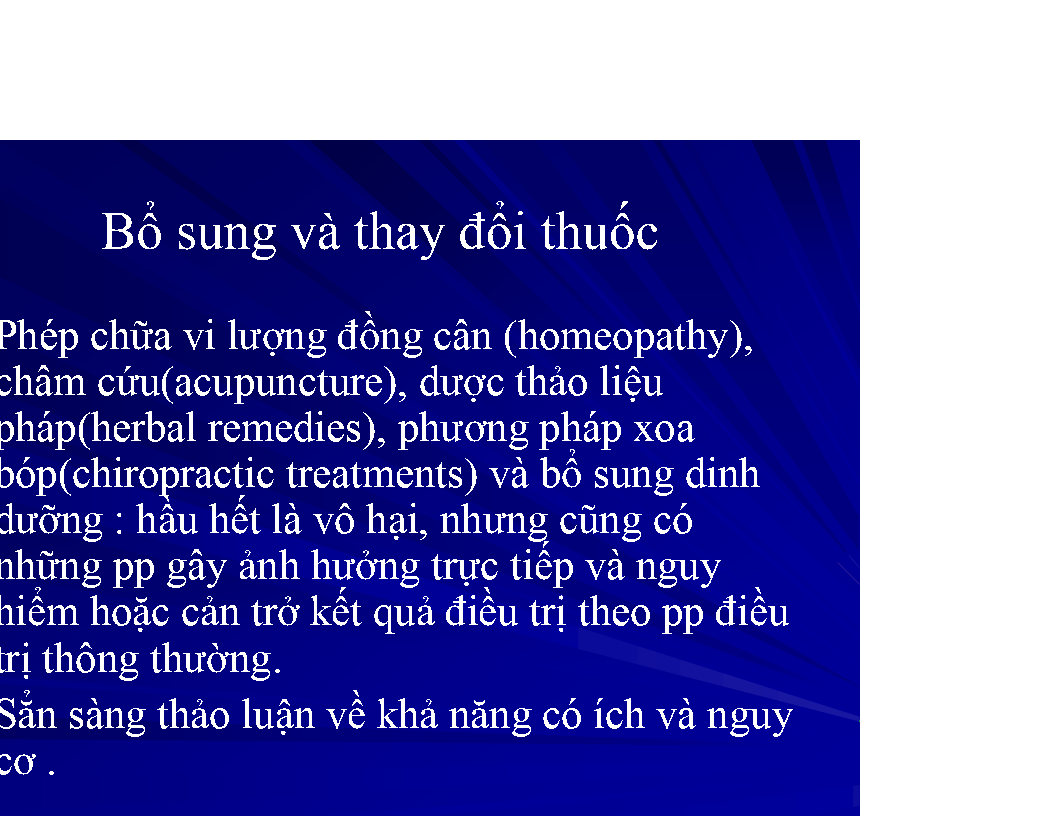 Bổ sung và thay đổi thuốc
Phép chữa vi lượng đồng cân (homeopathy),
châm cứu(acupuncture), dược thảo liệu
pháp(herbal remedies), phương pháp xoa
bóp(chiropractic treatments) và bổ sung dinh
dưỡng : hầu hết là vô hại, nhưng cũng có
những pp gây ảnh hưởng trực tiếp và nguy
hiểm hoặc cản trở kết quả điều trị theo pp điều
trị thông thường.
Sẳn sàng thảo luận về khả năng có ích và nguy
cơ .